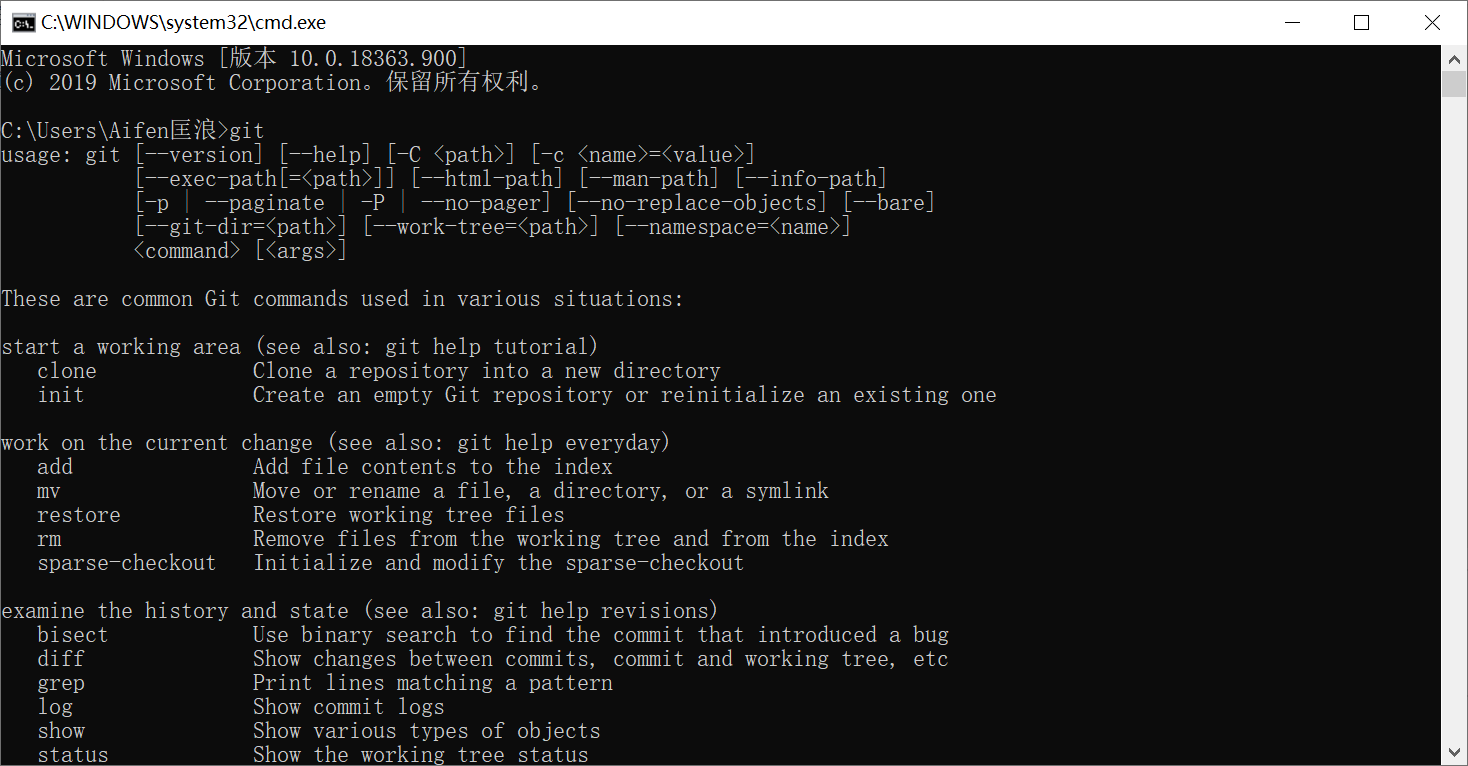 C:\WINDOWS\system32\cmd.exe
Microsoft Windows [版本 10.0.18363.900]
(c) 2019 Microsoft Corporation。保留所有权利。
C:\Users\Aifen匡浪>git
usage: git [--version] [--help] [-C <path>] [-c <name>=<value>]
           [--exec-path[=<path>]] [--html-path] [--man-path] [--info-path]
           [-p | --paginate | -P | --no-pager] [--no-replace-objects] [--bare]
           [--git-dir=<path>] [--work-tree=<path>] [--namespace=<name>]
           <command> [<args>]
These are common Git commands used in various situations:
start a working area (see also: git help tutorial)
   clone             Clone a repository into a new directory
   init              Create an empty Git repository or reinitialize an existing one
work on the current change (see also: git help everyday)
   add               Add file contents to the index
   mv                Move or rename a file, a directory, or a symlink
   restore           Restore working tree files
   rm                Remove files from the working tree and from the index
   sparse-checkout   Initialize and modify the sparse-checkout
examine the history and state (see also: git help revisions)
   bisect            Use binary search to find the commit that introduced a bug
   diff              Show changes between commits, commit and working tree, etc
   grep              Print lines matching a pattern
   log               Show commit logs
   show              Show various types of objects
   status            Show the working tree status